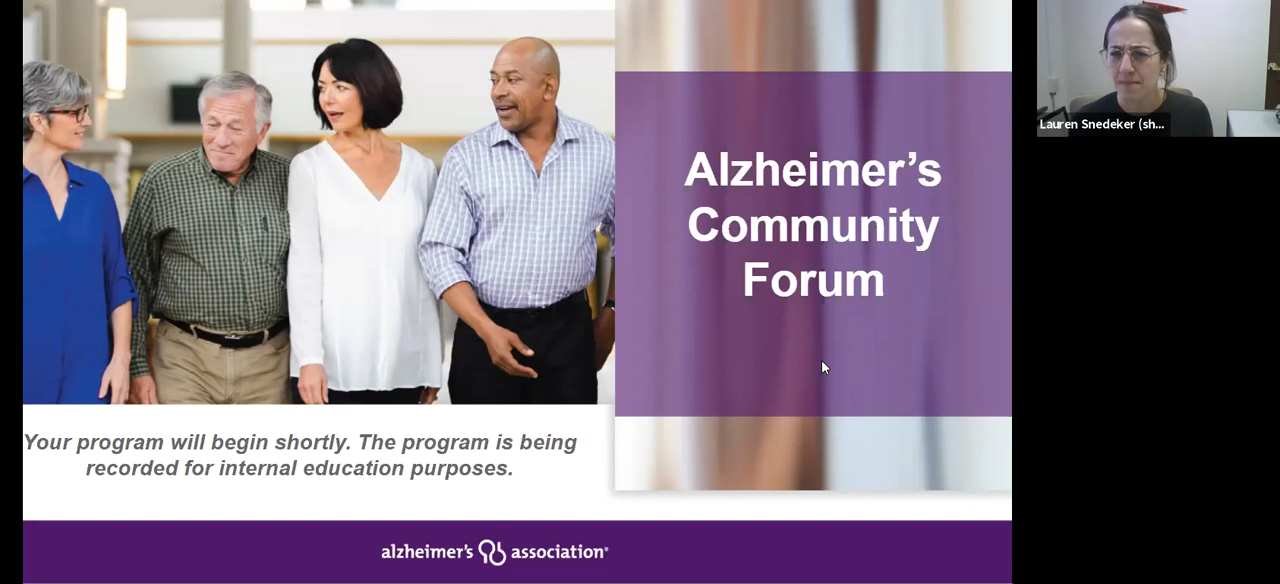 Alzheimer’s
Community
Forum
Your program will begin shortly. The program is being
recorded for internal education purposes.
alzheimer's association®
Lauren Snedeker (sh...